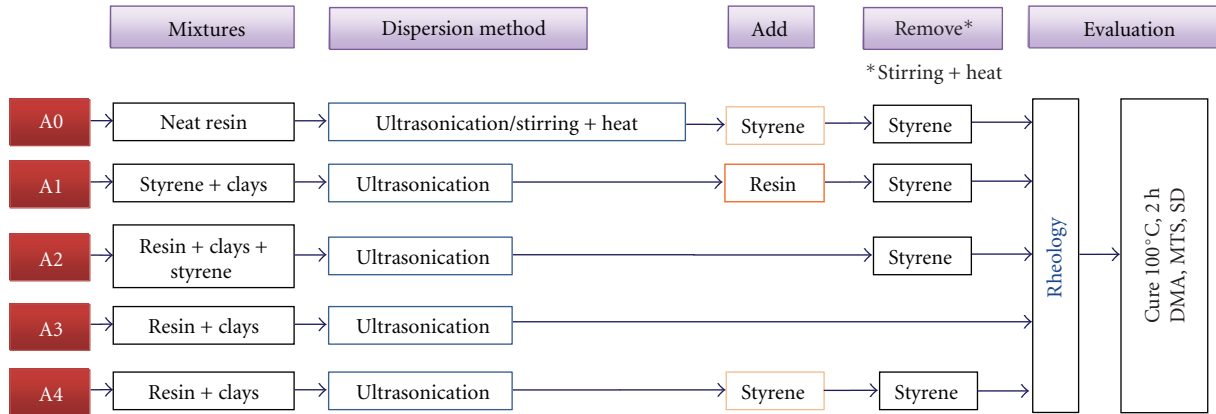 Mixtures
Dispersion method
Add
Remove*
Evaluation
*Stirring + heat
A0
Neat resin
Ultrasonication/stirring + heat
Styrene
Styrene
A1
Styrene + clays
Ultrasonication
Resin
Styrene
A2
Resin + clays +
styrene
Ultrasonication
Styrene
A3
Resin + clays
Ultrasonication
A4
Resin + clays
Ultrasonication
Styrene
Styrene
Rheology
Cure 100°C, 2 h
DMA, MTS, SD